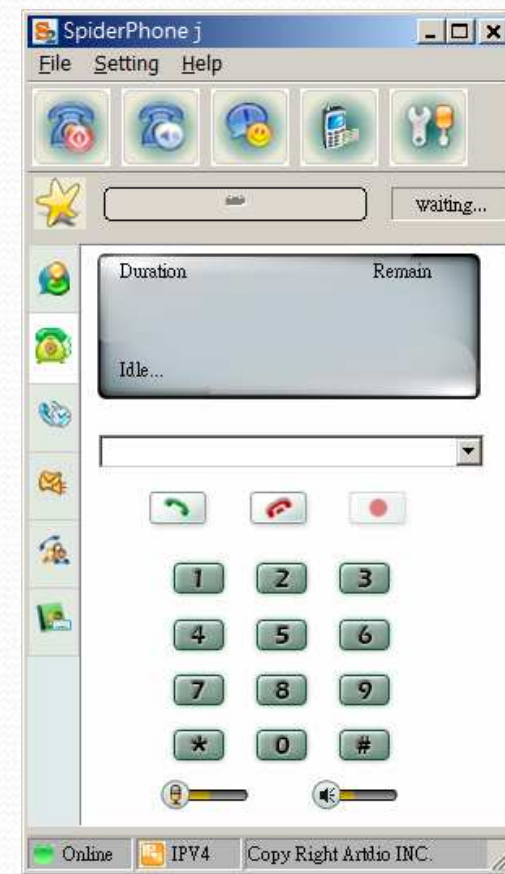 SpiderPhone j
File Setting Help
waiting...
Duration Remain
Idle...
1 2 3
4 5 6
7 8 9
* 0 #
Online IPV4 Copy Right Artdio INC.